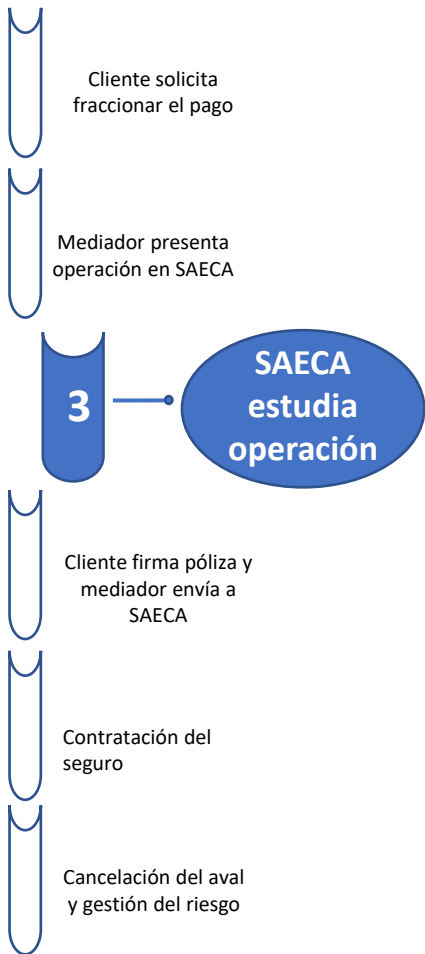 Cliente solicita
fraccionar el pago
Mediador presenta
operación en SAECA
3
SAECA
estudia
operación
Cliente firma póliza y
mediador envía a
SAECA
Contratación del
seguro
Cancelación del aval
y gestión del riesgo